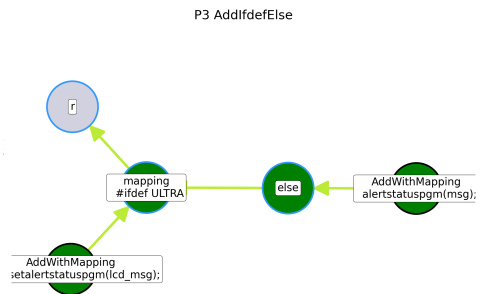 P3 AddIfdefElse
r
mapping
#ifdef ULTRA
else
AddWithMapping
alertstatuspgm(msg);
AddWithMapping
setalertstatuspgm(lcd_msg);